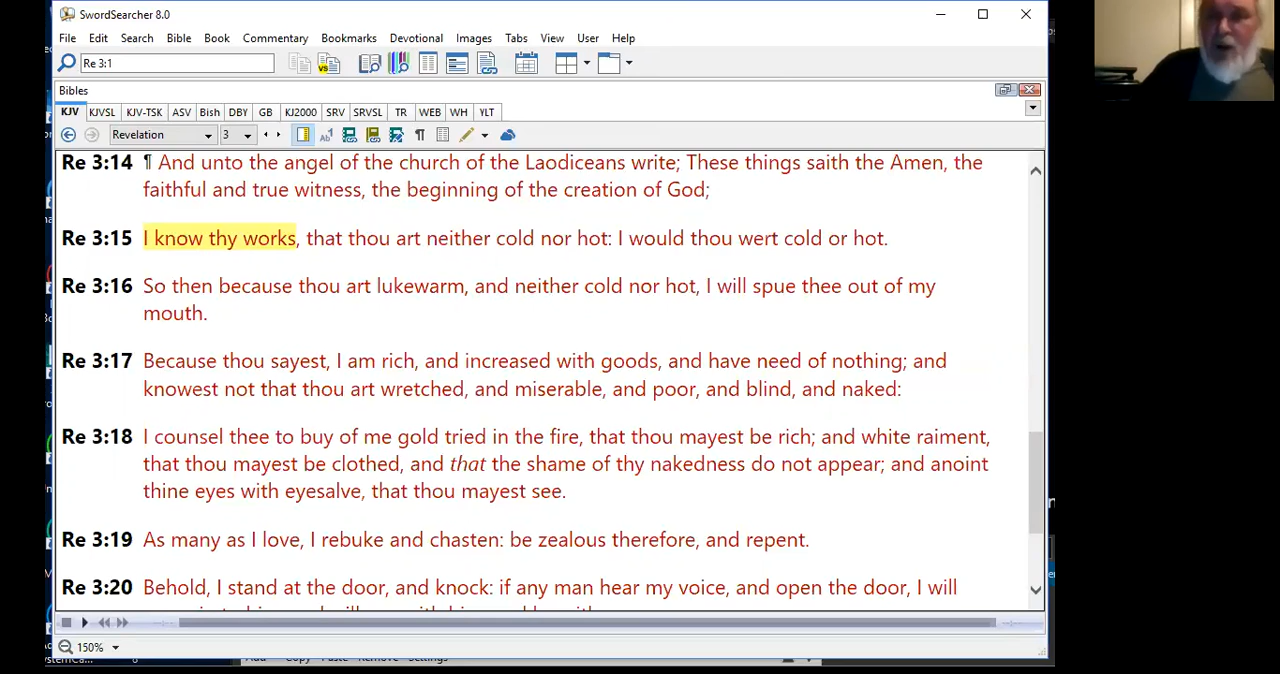 SwordSearcher 8.0
File Edit Search Bible Book Commentary Bookmarks Devotional Images Tabs View User Help
Re 3:1
Bibles
KJV KJVSL KJV-TSK ASV Bish DBY GB KJ2000 SRV SRVSL TR WEB WH YLT
Revelation 3
Re 3:14 ¶ And unto the angel of the church of the Laodiceans write; These things saith the Amen, the
faithful and true witness, the beginning of the creation of God;
Re 3:15 I know thy works, that thou art neither cold nor hot: I would thou wert cold or hot.
Re 3:16 So then because thou art lukewarm, and neither cold nor hot, I will spue thee out of my
mouth.
Re 3:17 Because thou sayest, I am rich, and increased with goods, and have need of nothing; and
knowest not that thou art wretched, and miserable, and poor, and blind, and naked:
Re 3:18 I counsel thee to buy of me gold tried in the fire, that thou mayest be rich; and white raiment,
that thou mayest be clothed, and that the shame of thy nakedness do not appear; and anoint
thine eyes with eyesalve, that thou mayest see.
Re 3:19 As many as I love, I rebuke and chasten: be zealous therefore, and repent.
Re 3:20 Behold, I stand at the door, and knock: if any man hear my voice, and open the door, I will
150%